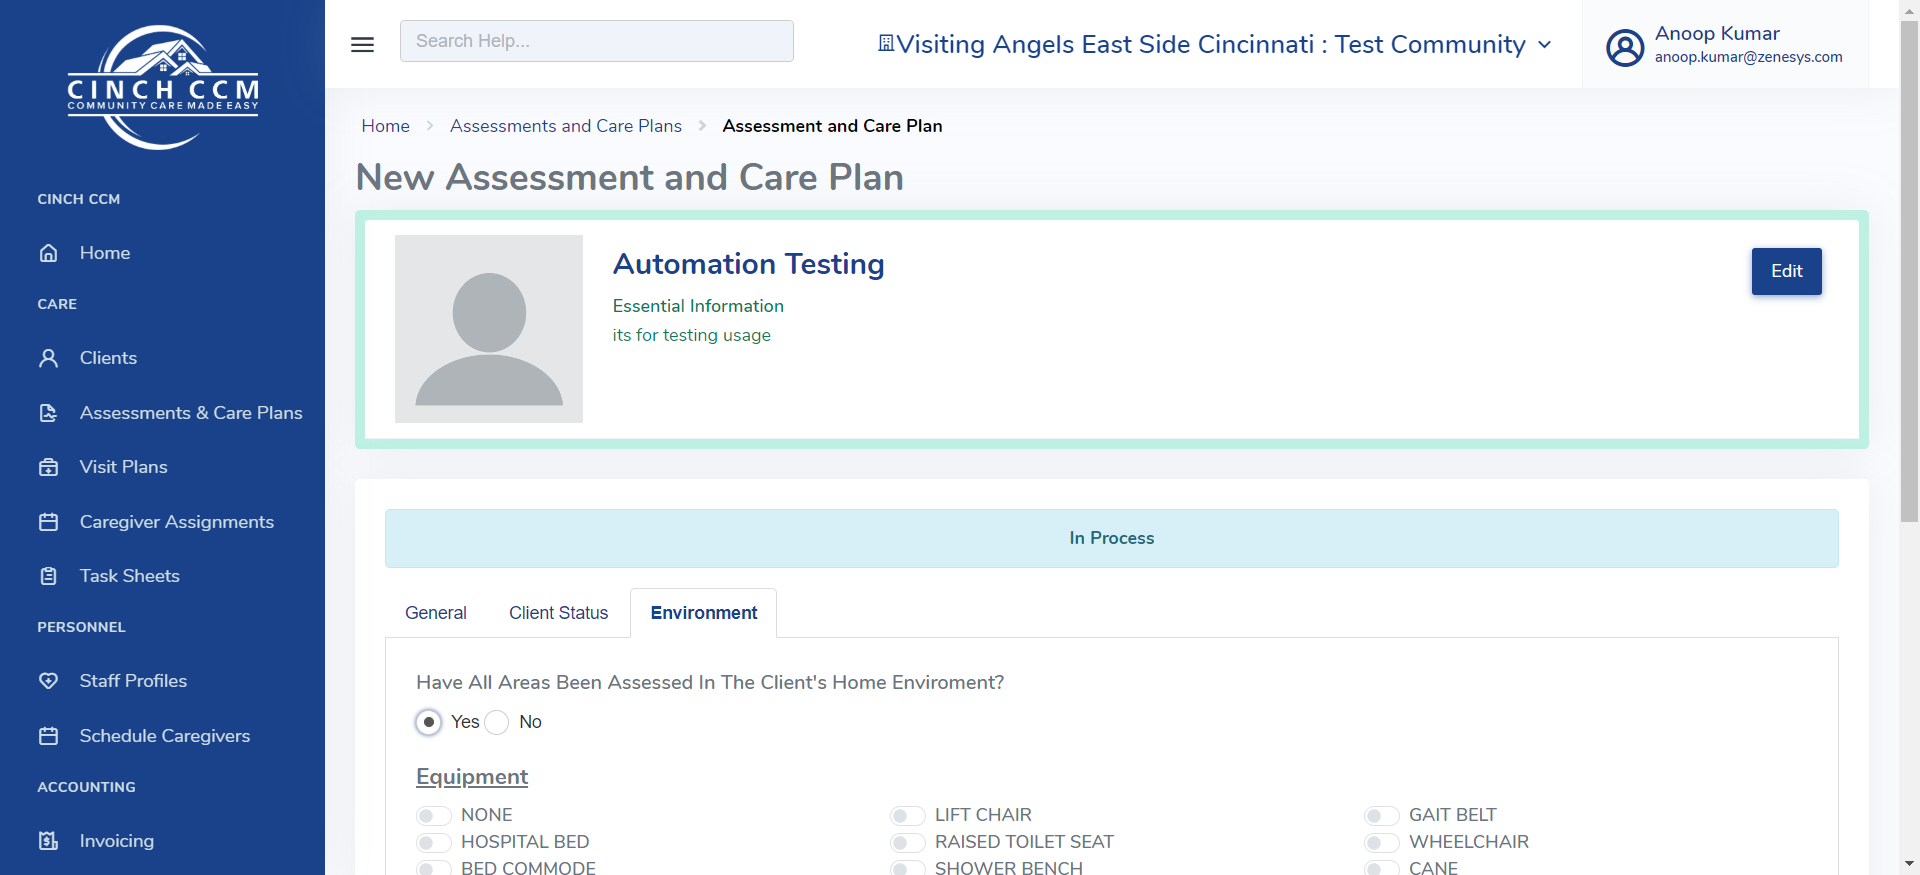 CINCH CCM
COMMUNITY CARE MADE EASY
CINCH CCM
Home
CARE
Clients
Assessments & Care Plans
Visit Plans
Caregiver Assignments
Task Sheets
PERSONNEL
Staff Profiles
Schedule Caregivers
ACCOUNTING
Invoicing
Search Help...
Visiting Angels East Side Cincinnati : Test Community
Anoop Kumar
anoop.kumar@zenesys.com
Home > Assessments and Care Plans > Assessment and Care Plan
New Assessment and Care Plan
Automation Testing
Essential Information
its for testing usage
Edit
In Process
General Client Status Environment
Have All Areas Been Assessed In The Client's Home Enviroment?
Yes No
Equipment
NONE LIFT CHAIR GAIT BELT
HOSPITAL BED RAISED TOILET SEAT WHEELCHAIR
BED COMMODE SHOWER BENCH CANE